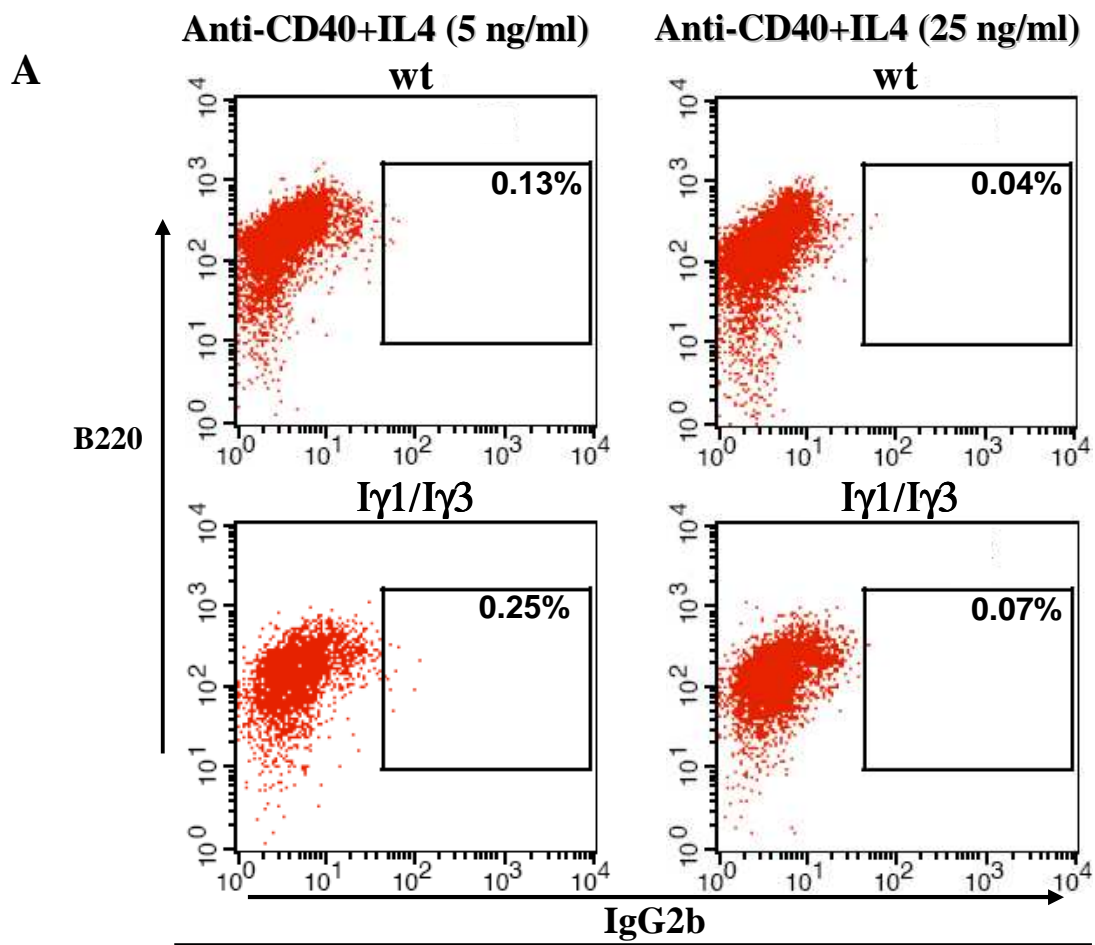 Anti-CD40+IL4 (5 ng/ml) Anti-CD40+IL4 (25 ng/ml)
A
wt wt
10⁴ 10⁴
10³ 10³
0.13% 0.04%
10² 10²
10¹ 10¹
10⁰ 10⁰
10⁰ 10¹ 10² 10³ 10⁴ 10⁰ 10¹ 10² 10³ 10⁴
B220
Iγ1/Iγ3 Iγ1/Iγ3
10⁴ 10⁴
10³ 10³
0.25% 0.07%
10² 10²
10¹ 10¹
10⁰ 10⁰
10⁰ 10¹ 10² 10³ 10⁴ 10⁰ 10¹ 10² 10³ 10⁴
IgG2b